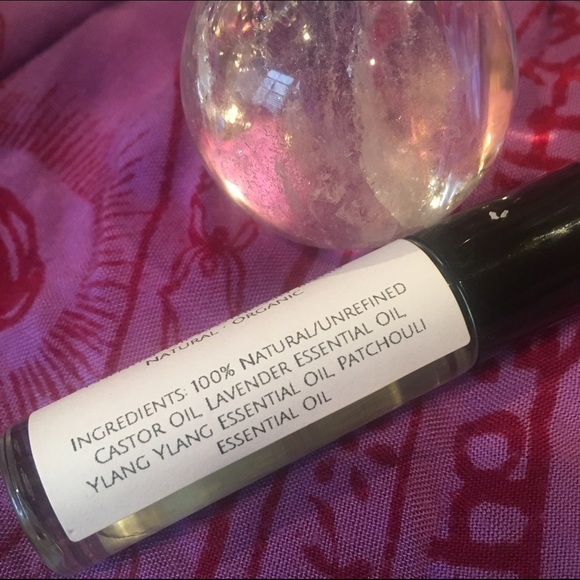 NATURAL · ORGANIC
INGREDIENTS: 100% NATURAL/UNREFINED
CASTOR OIL LAVENDER ESSENTIAL OIL
YLANG YLANG ESSENTIAL OIL PATCHOULI
ESSENTIAL OIL